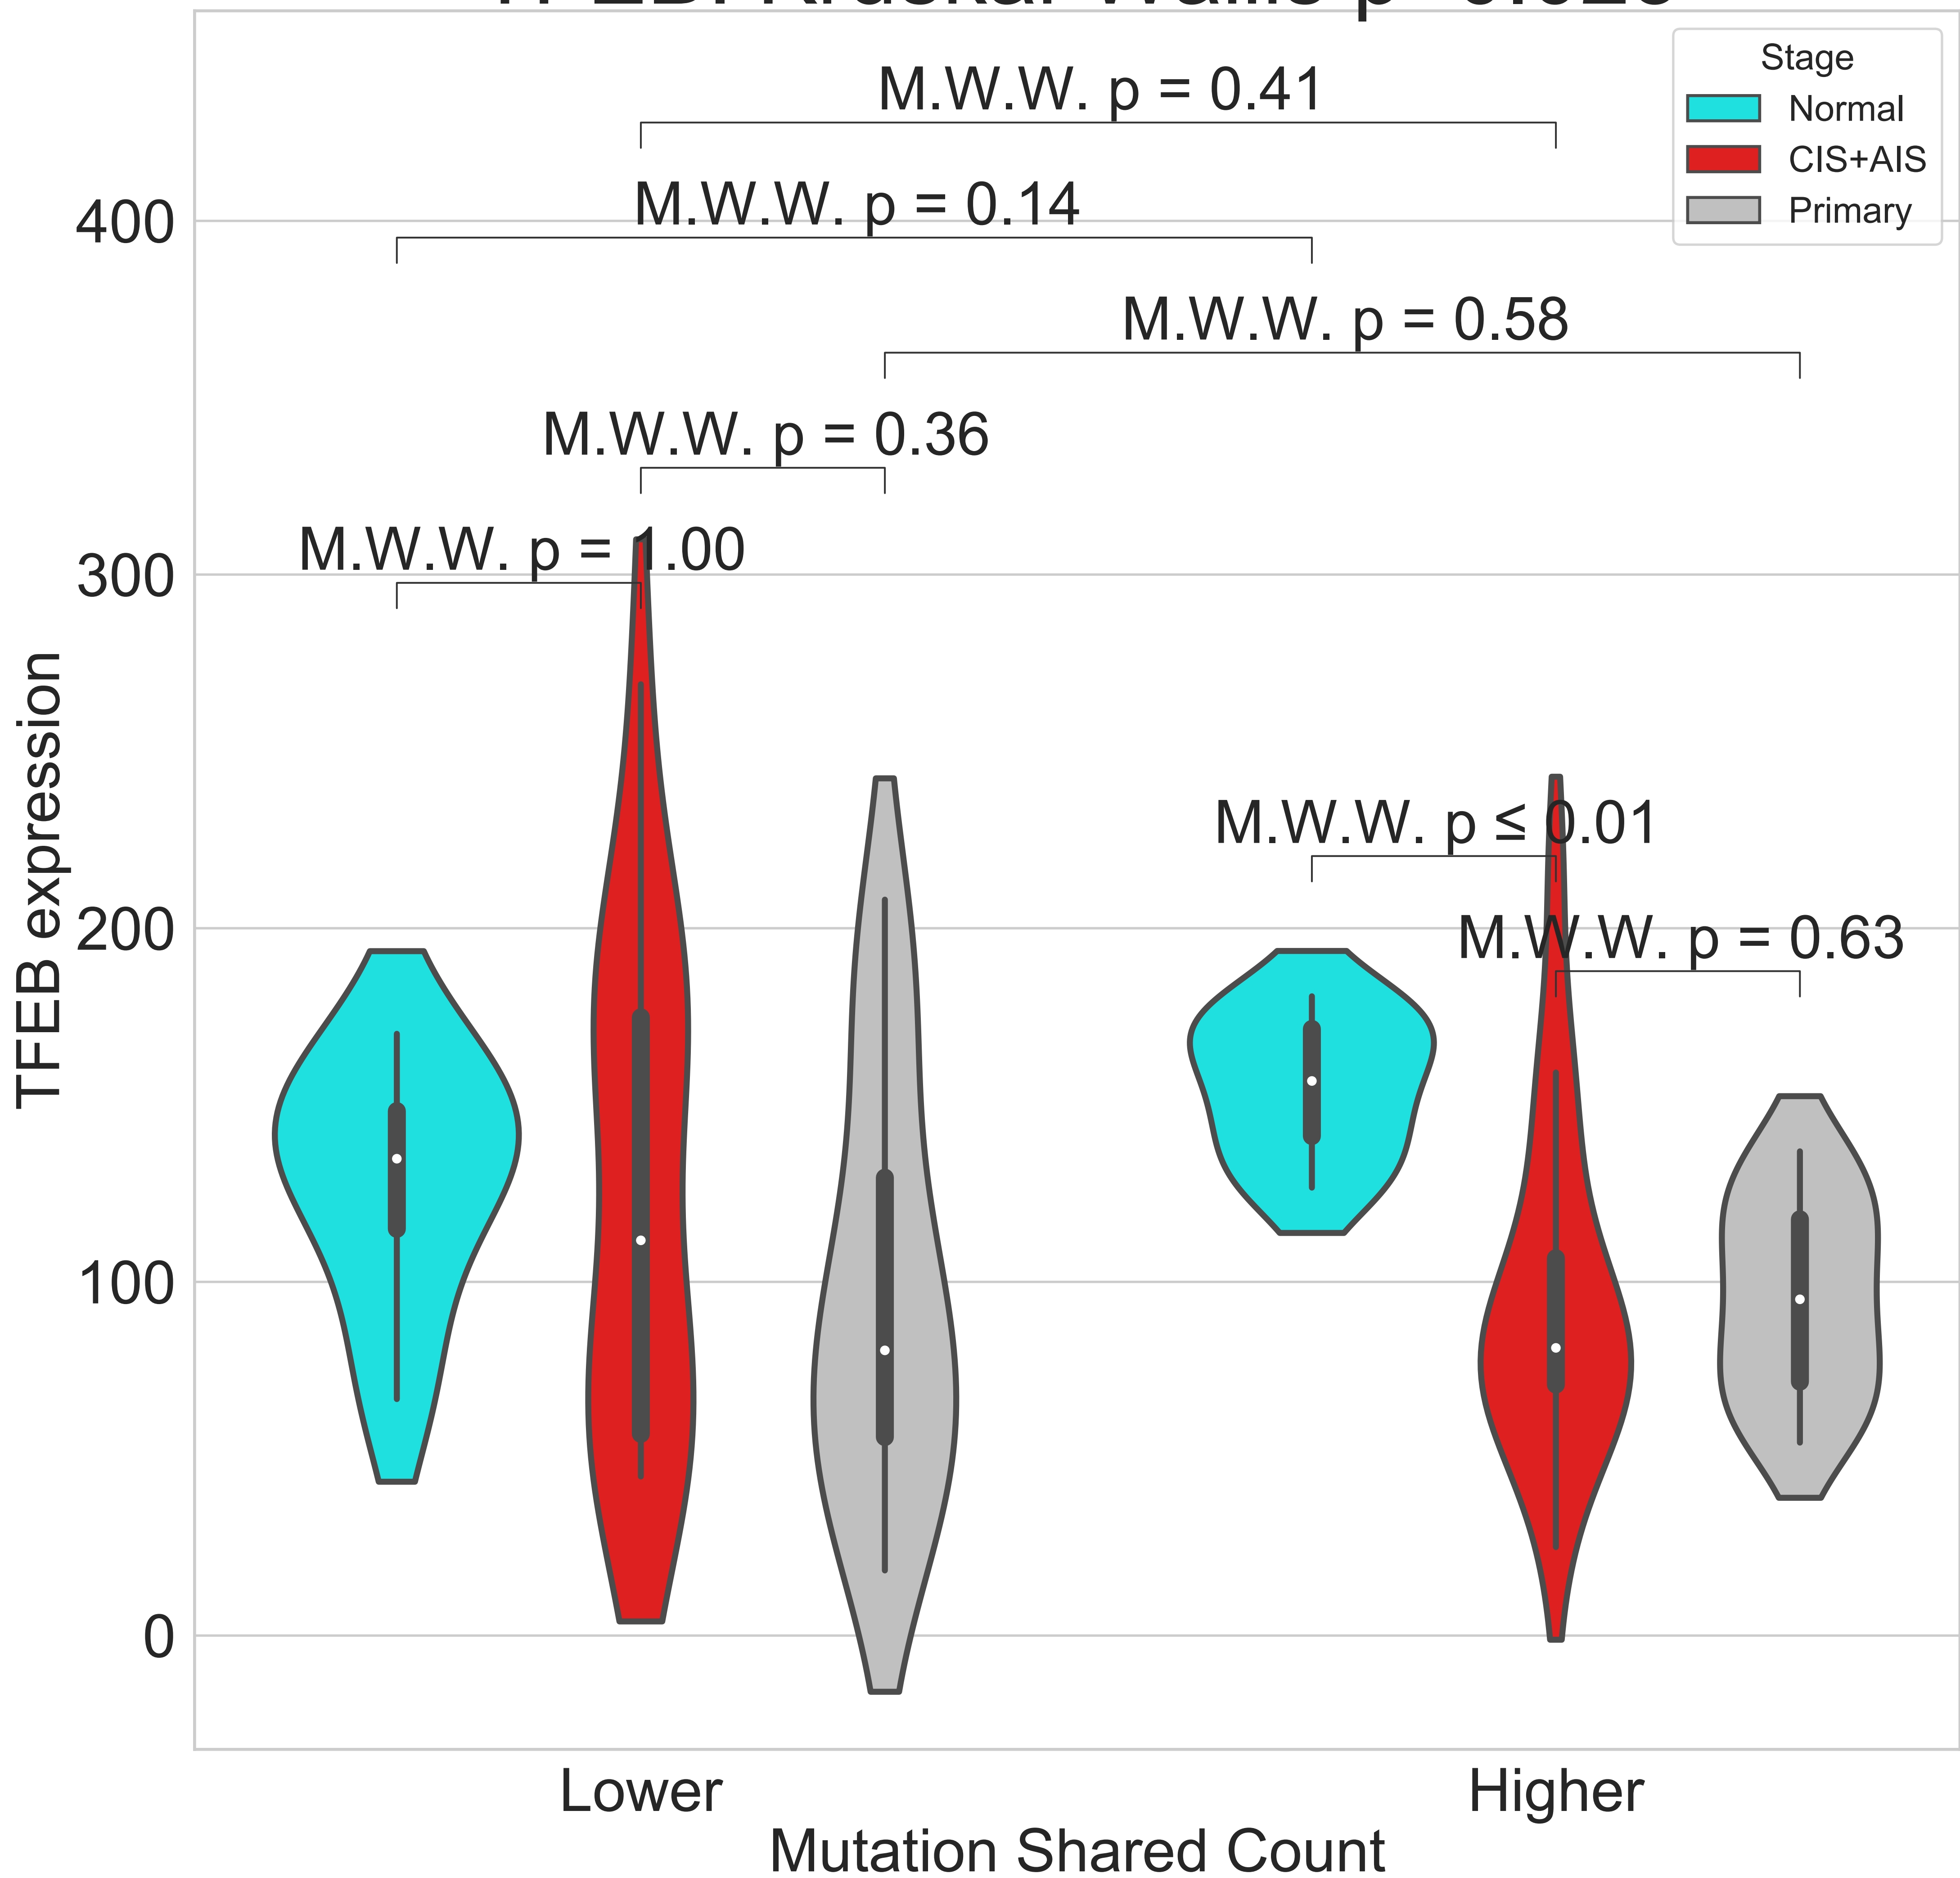 Stage
Normal
CIS+AIS
Primary
M.W.W. p = 0.41
M.W.W. p = 0.14
M.W.W. p = 0.58
M.W.W. p = 0.36
M.W.W. p = 1.00
M.W.W. p ≤ 0.01
M.W.W. p = 0.63
400
300
200
100
0
TFEB expression
Lower
Higher
Mutation Shared Count